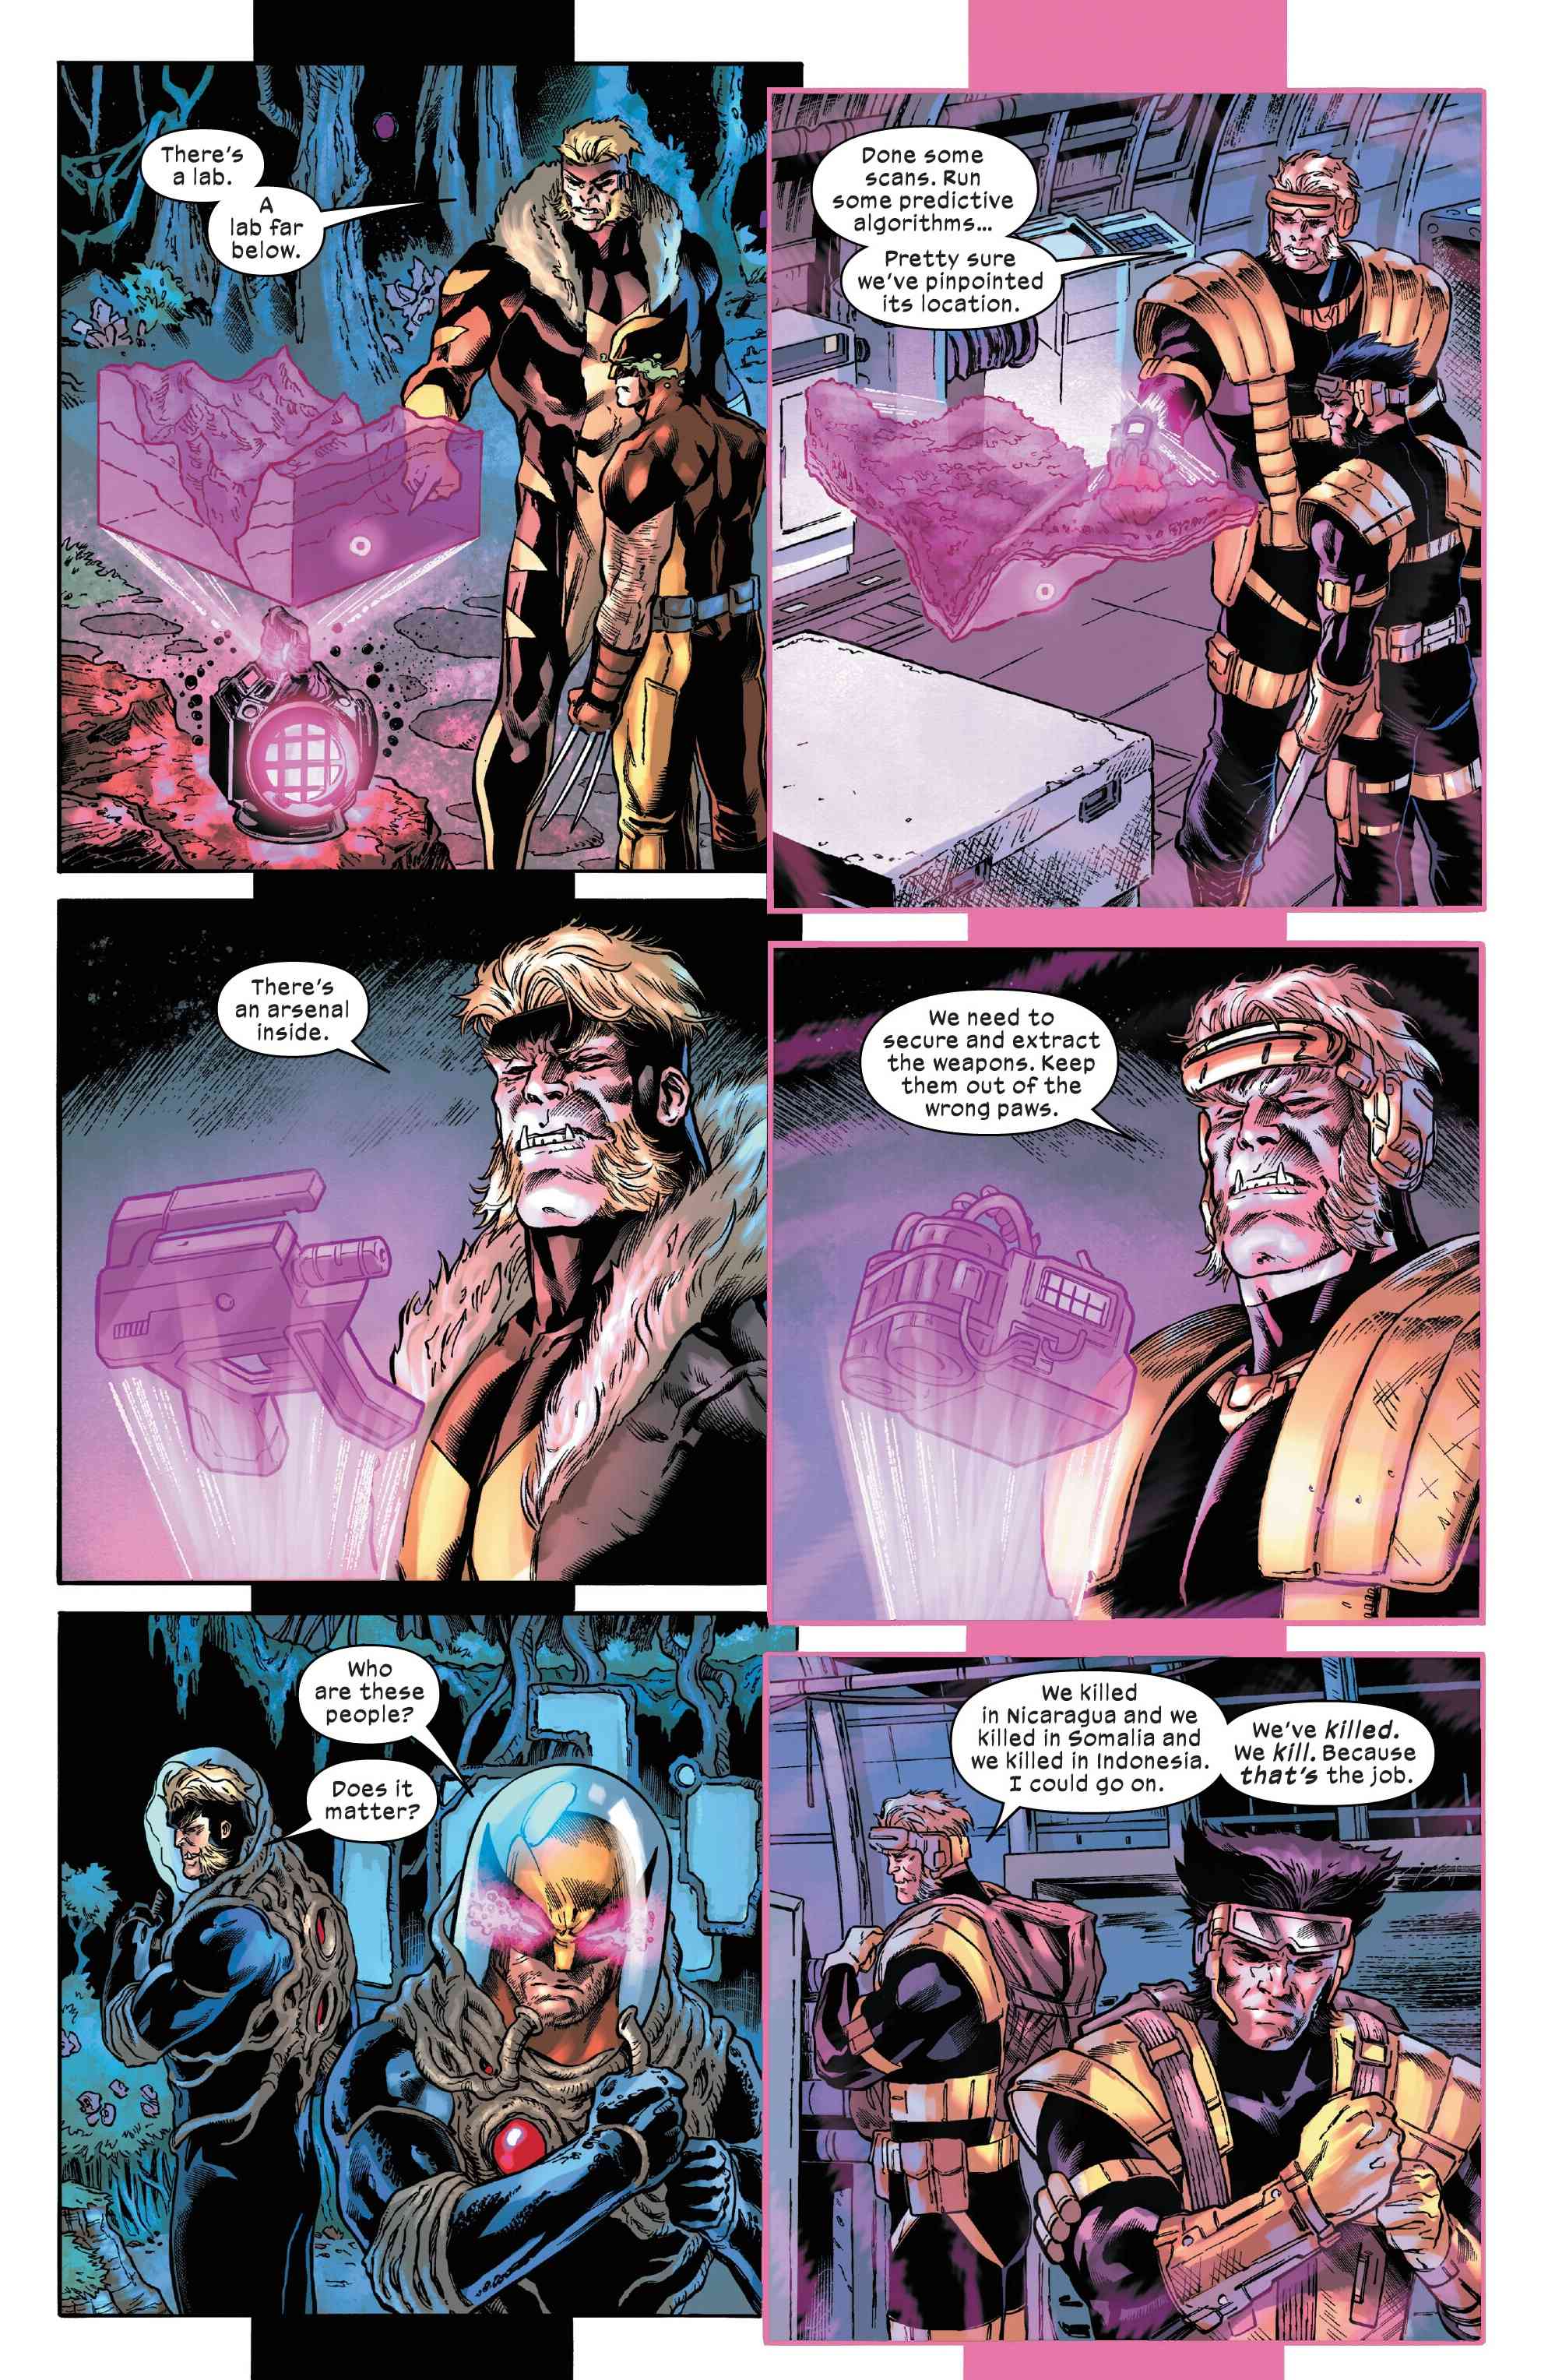 There's
a lab.
A
lab far
below.
Done some
scans. Run
some predictive
algorithms...
Pretty sure
we've pinpointed
its location.
There's
an arsenal
inside.
We need to
secure and extract
the weapons. Keep
them out of the
wrong paws.
Who
are these
people?
Does it
matter?
We killed
in Nicaragua and we
killed in Somalia and
we killed in Indonesia.
I could go on.
We've killed.
We kill. Because
that's the job.